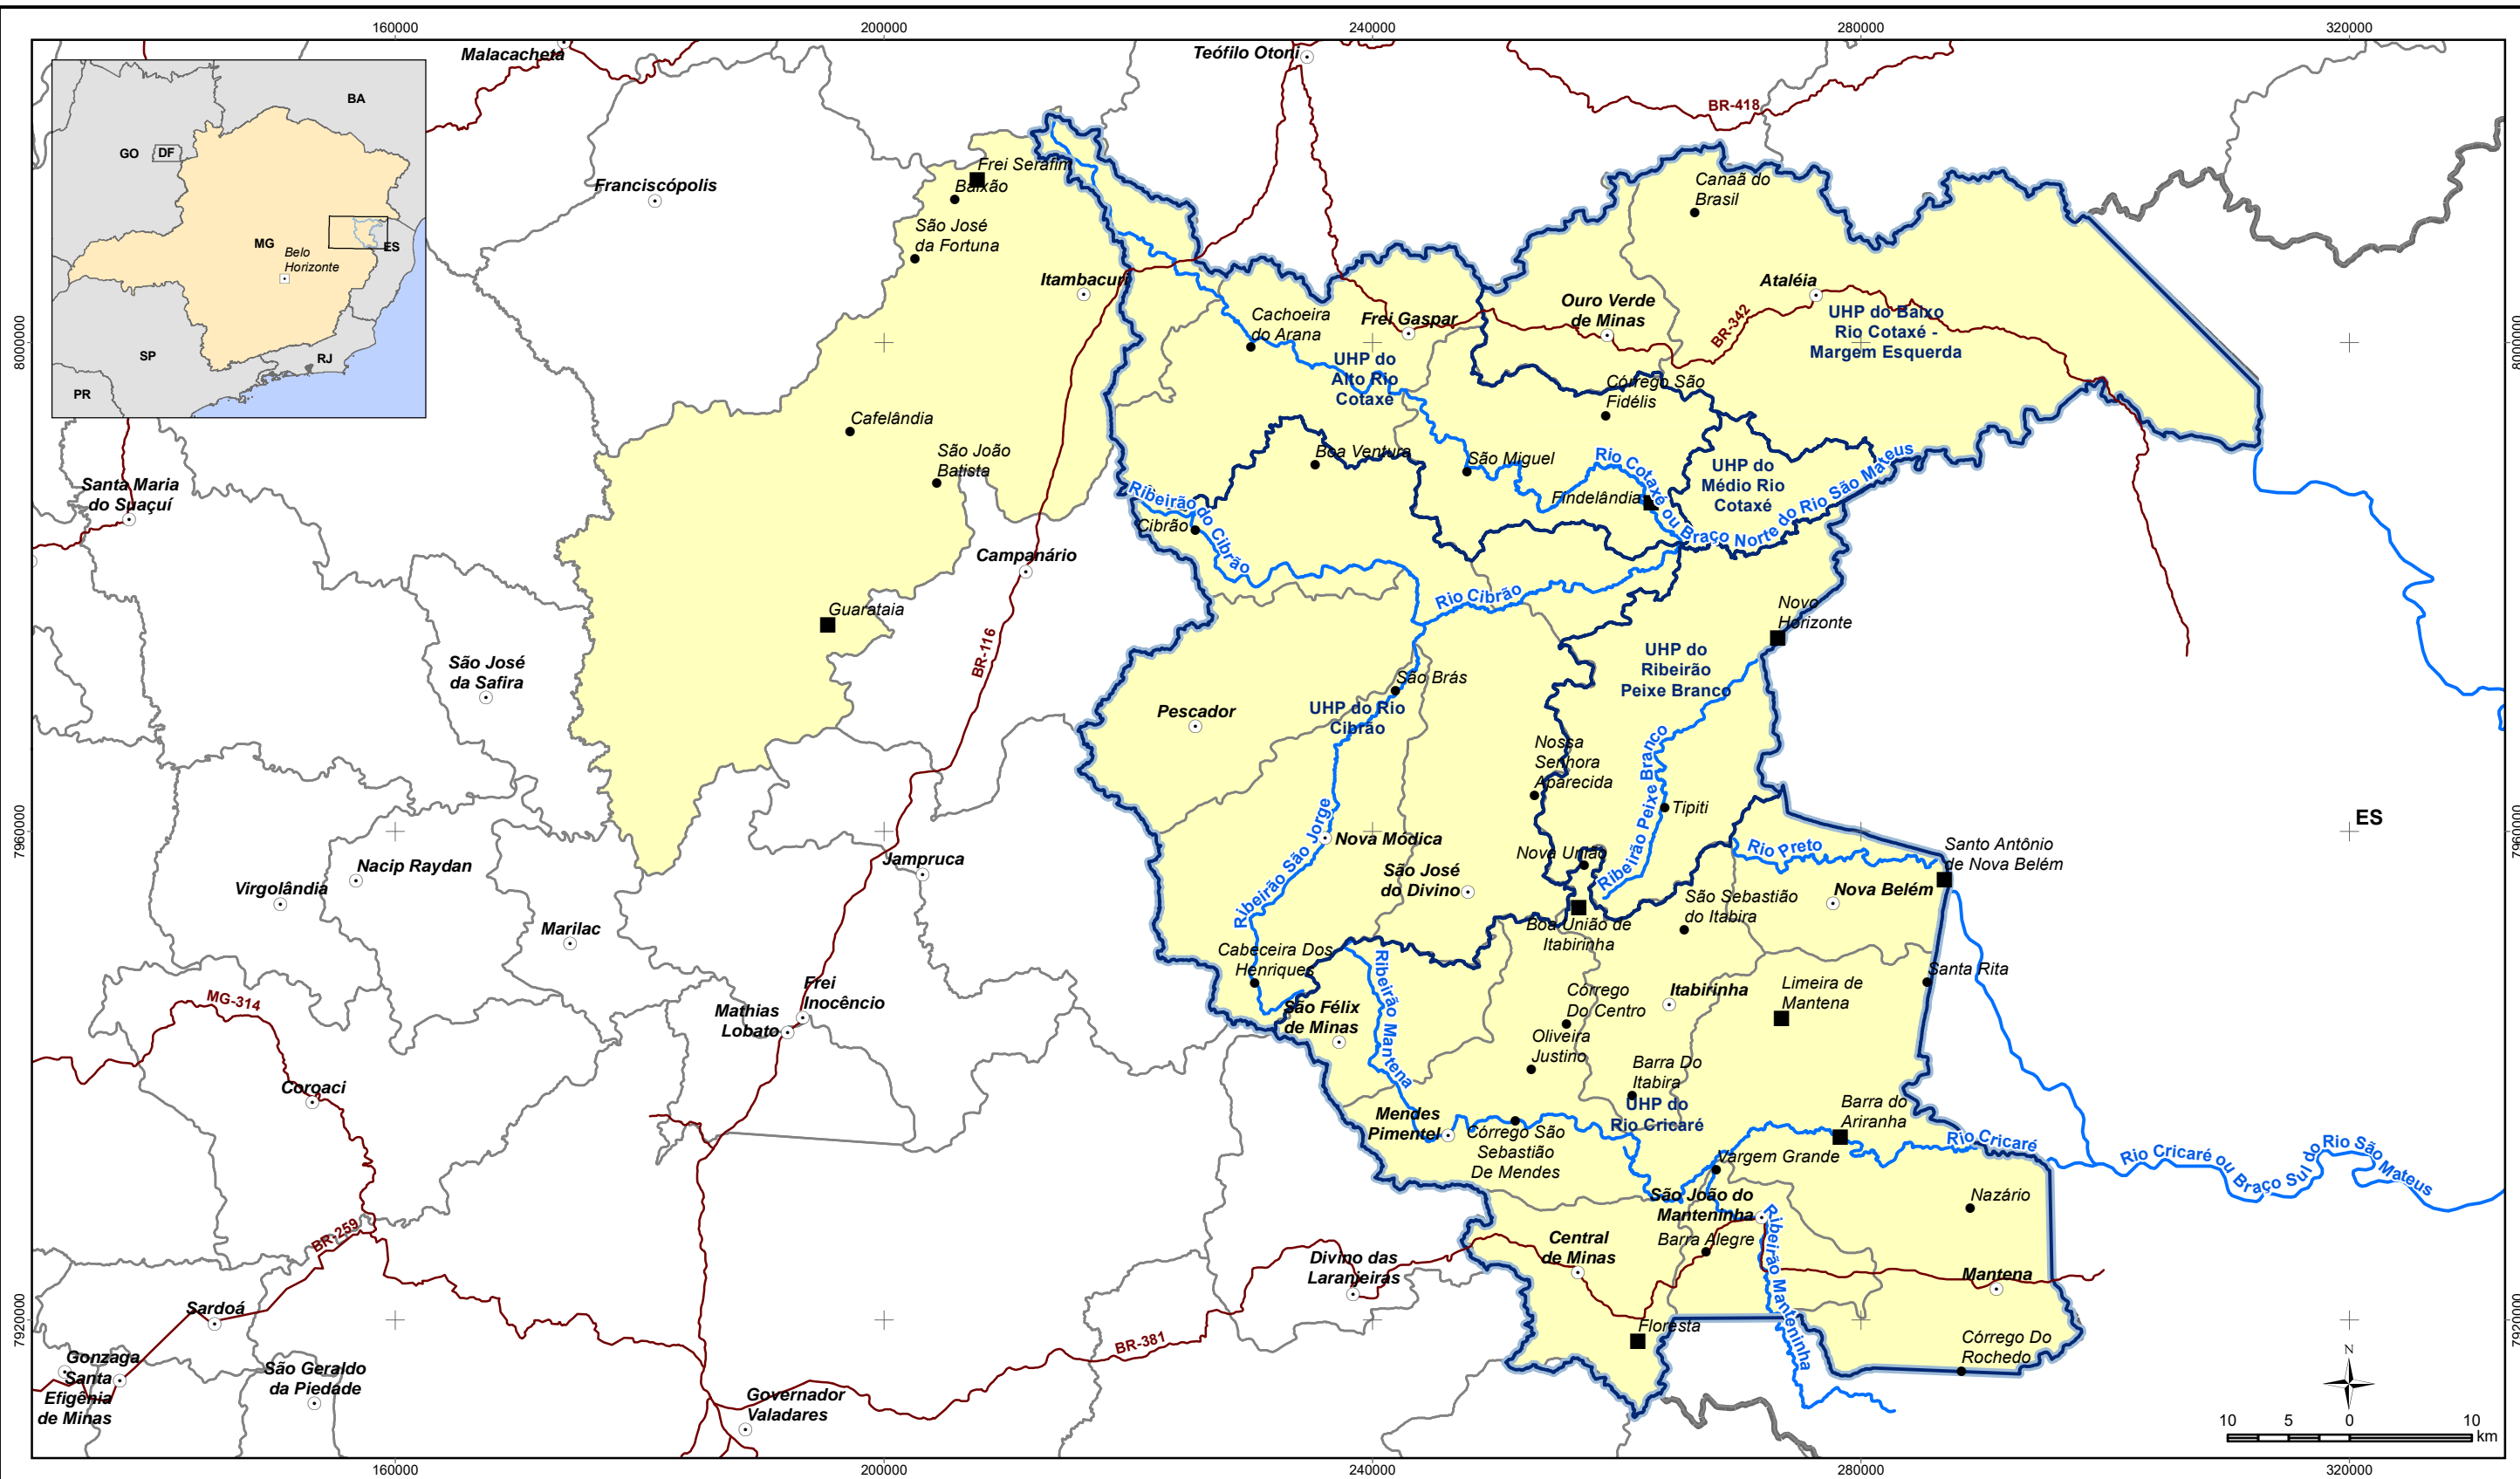 160000
200000
240000
280000
320000
Malacacheta
Teófilo Otoni
BR-418
BA
GO
DF
MG
Belo
Horizonte
ES
SP
RJ
PR
Franciscópolis
Frei Serafim
Baixão
São José
da Fortuna
Itambacuri
Canaã do
Brasil
Ataléia
Ouro Verde
de Minas
Frei Gaspar
Cachoeira
do Arana
BR-342
UHP do Baixo
Rio Cotaxé -
Margem Esquerda
8000000
8000000
UHP do
Alto Rio
Cotaxé
Córrego São
Fidélis
Cafelândia
São João
Batista
Boa Ventura
São Miguel
Rio Cotaxé ou Braço Norte do Rio São Mateus
UHP do
Médio Rio
Cotaxé
Findelândia
Santa Maria
do Suaçuí
Ribeirão do Cibrão
Cibrão
Campanário
Rio Cibrão
Guarataia
Novo
Horizonte
BR-116
São José
da Safira
UHP do
Ribeirão
Peixe Branco
São Brás
Pescador
UHP do Rio
Cibrão
Nossa
Senhora
Aparecida
Ribeirão Peixe Branco
Tipiti
7960000
7960000
ES
Ribeirão São Jorge
Nova Módica
Nova União
Rio Preto
Santo Antônio
de Nova Belém
Jampruca
Nacip Raydan
Virgolândia
São José
do Divino
Nova Belém
São Sebastião
do Itabira
Marilac
Boa União de
Itabirinha
Cabeceira Dos
Henriques
Ribeirão Mantena
Santa Rita
Limeira de
Mantena
Itabirinha
Córrego
Do Centro
MG-314
Frei
Inocêncio
Mathias
Lobato
São Félix
de Minas
Oliveira
Justino
Barra Do
Itabira
Coroaci
UHP do
Rio Cricaré
Barra do
Ariranha
Mendes
Pimentel
Córrego São
Sebastião
De Mendes
Rio Cricaré
Rio Cricaré ou Braço Sul do Rio São Mateus
Vargem Grande
São João do
Manteninha
Nazário
BR-259
Barra Alegre
Ribeirão Manteninha
Central
de Minas
Divino das
Laranjeiras
Mantena
Sardoá
7920000
7920000
BR-381
Floresta
Córrego Do
Rochedo
Gonzaga
Santa
Efigênia
de Minas
São Geraldo
da Piedade
Governador
Valadares
N
10 5 0 10
km
160000
200000
240000
280000
320000